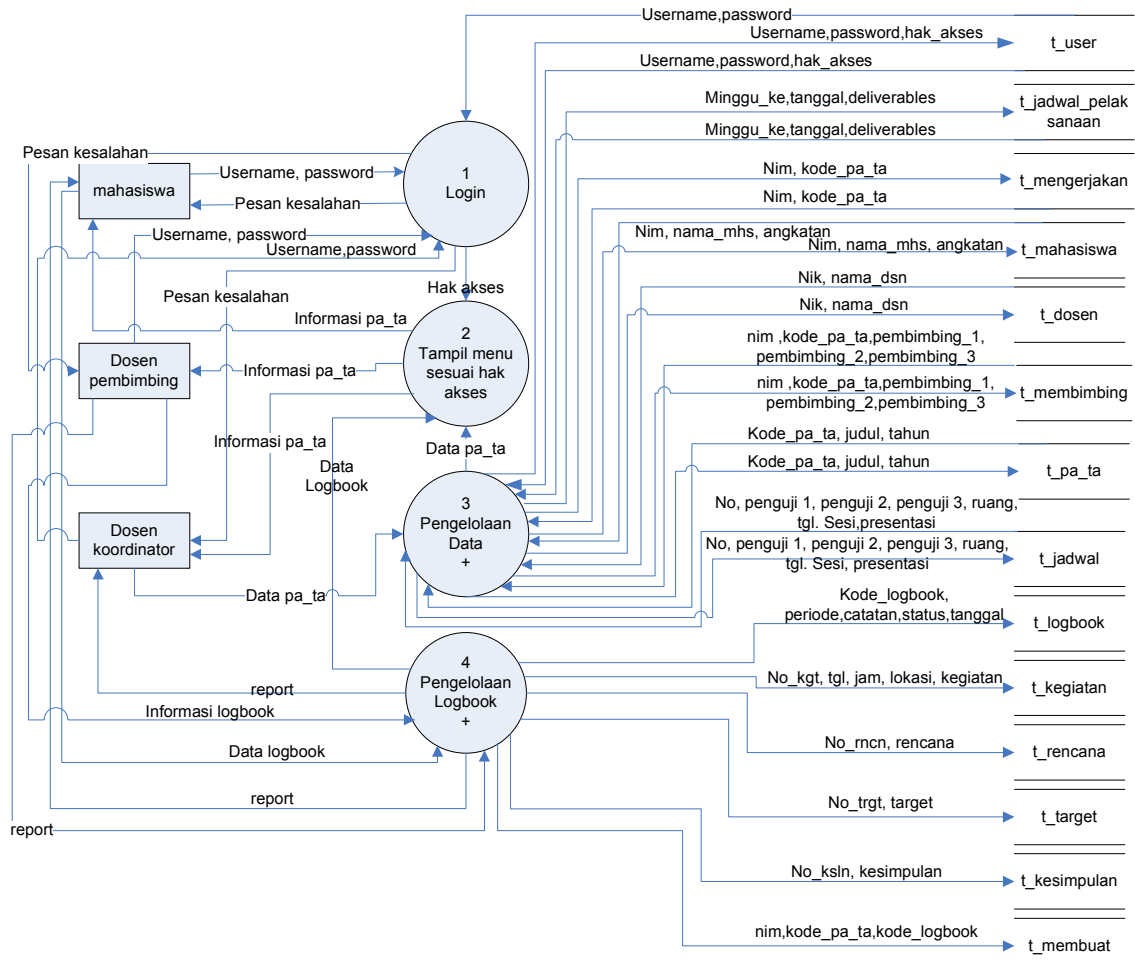 Username,password
Username,password,hak_akses
t_user
Username,password,hak_akses
Minggu_ke,tanggal,deliverables
t_jadwal_pelak
sanaan
Minggu_ke,tanggal,deliverables
Pesan kesalahan
mahasiswa
Username, password
Pesan kesalahan
1
Login
Nim, kode_pa_ta
t_mengerjakan
Nim, kode_pa_ta
Username, password
Username,password
Nim, nama_mhs, angkatan
Nim, nama_mhs, angkatan
t_mahasiswa
Pesan kesalahan
Hak akses
Nik, nama_dsn
Nik, nama_dsn
t_dosen
Informasi pa_ta
2
Tampil menu
sesuai hak
akses
nim ,kode_pa_ta,pembimbing_1,
pembimbing_2,pembimbing_3
Dosen
pembimbing
Informasi pa_ta
nim ,kode_pa_ta,pembimbing_1,
pembimbing_2,pembimbing_3
t_membimbing
Informasi pa_ta
Data
Logbook
Data pa_ta
Kode_pa_ta, judul, tahun
Kode_pa_ta, judul, tahun
t_pa_ta
Dosen
koordinator
3
Pengelolaan
Data
+
No, penguji 1, penguji 2, penguji 3, ruang,
tgl. Sesi,presentasi
No, penguji 1, penguji 2, penguji 3, ruang,
tgl. Sesi, presentasi
t_jadwal
Data pa_ta
Kode_logbook,
periode,catatan,status,tanggal
t_logbook
4
Pengelolaan
Logbook
+
report
No_kgt, tgl, jam, lokasi, kegiatan
t_kegiatan
Informasi logbook
Data logbook
No_rncn, rencana
t_rencana
report
No_trgt, target
t_target
report
No_ksln, kesimpulan
t_kesimpulan
nim,kode_pa_ta,kode_logbook
t_membuat